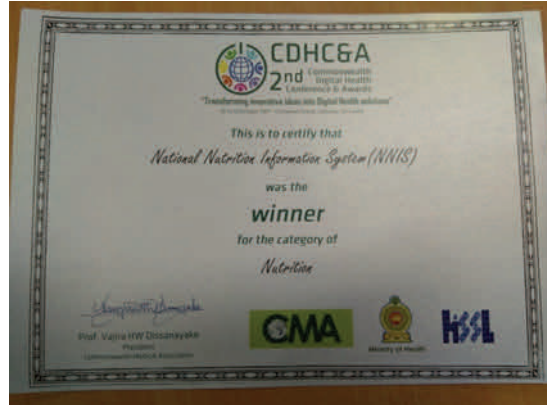 CDHC&A
2nd Commonwealth
Digital Health
Conference & Awards
"Transforming innovative ideas into Digital Health solutions"
This is to certify that
National Nutrition Information System (NNIS)
was the
winner
for the category of
Nutrition
Prof. Vajira HW Dissanayake
President
Commonwealth Medical Association
CMA
Ministry of Health
HISSL